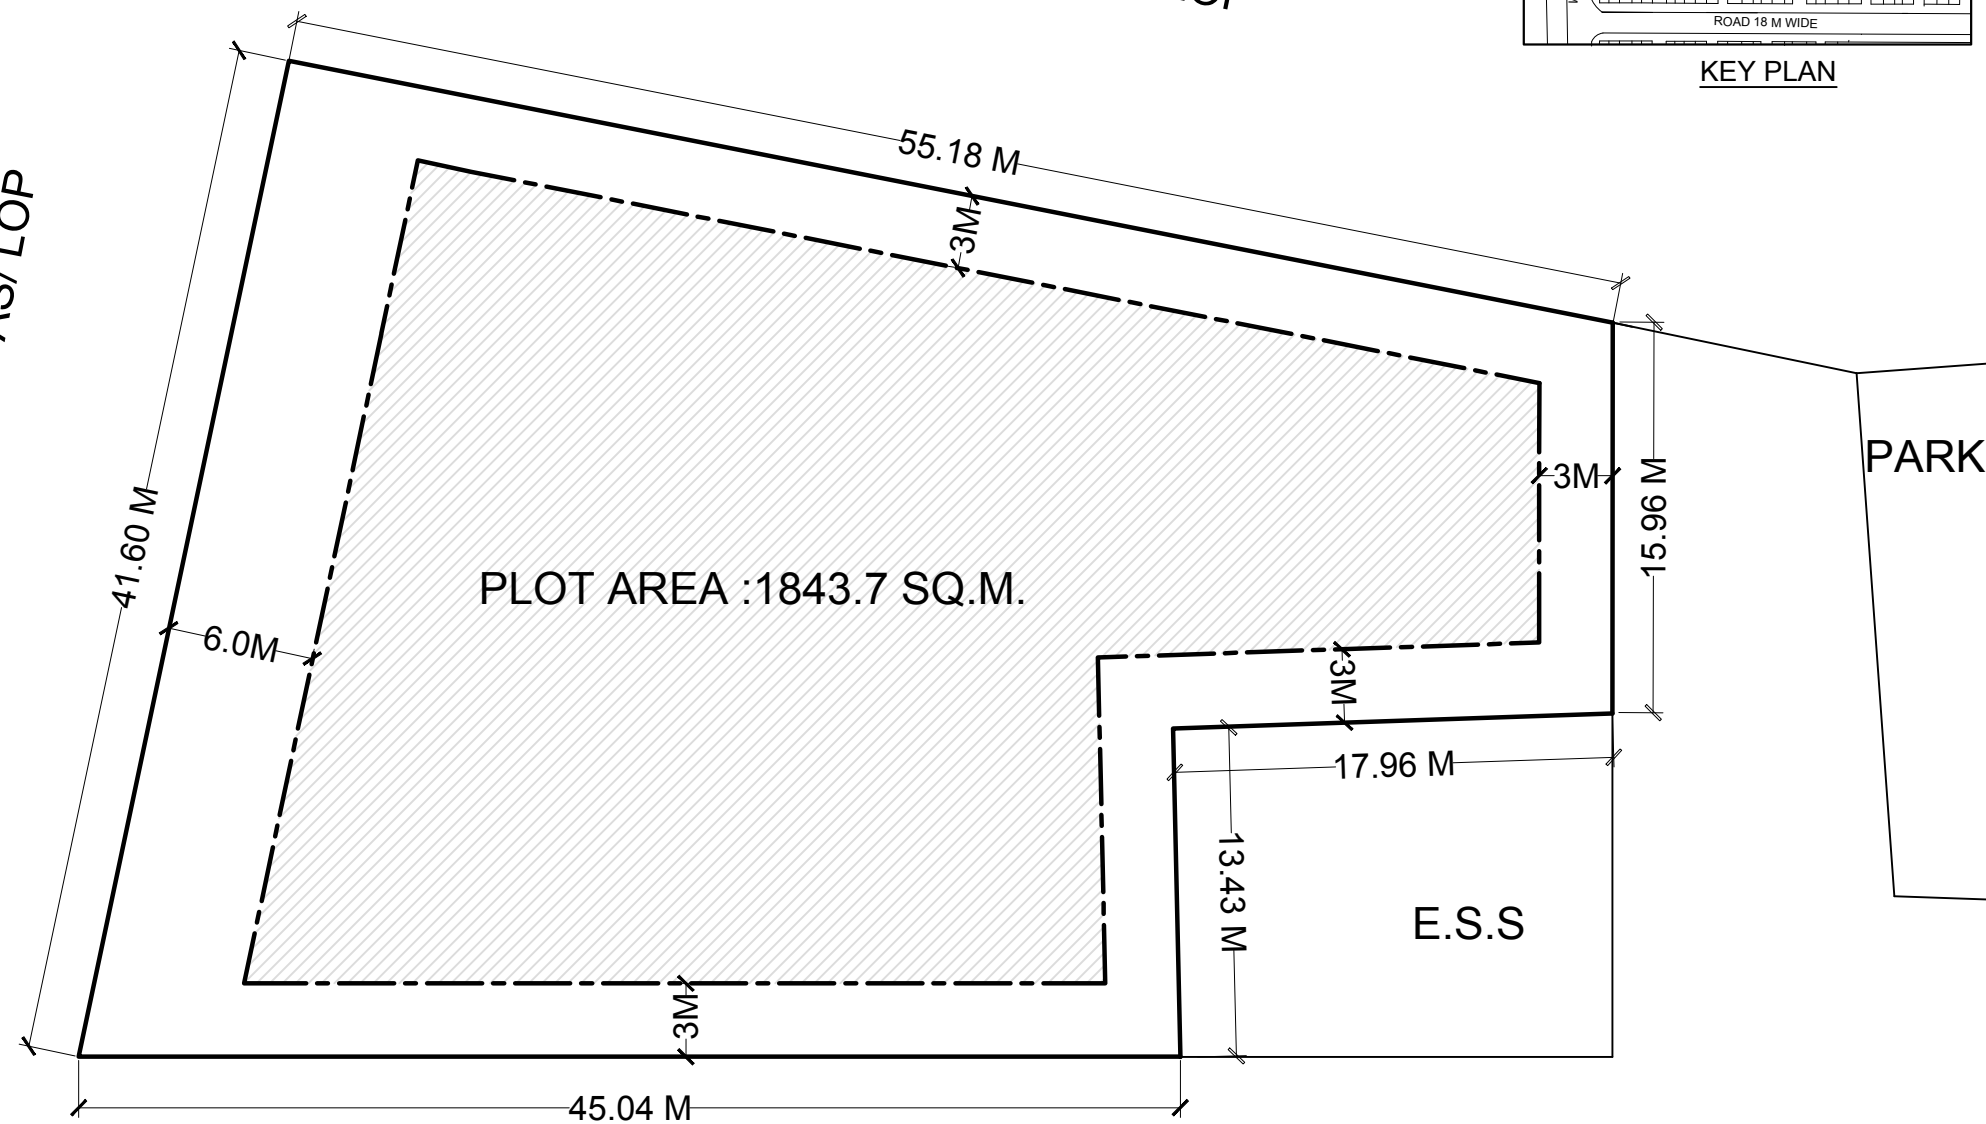 ROAD 18 M WIDE
KEY PLAN
55.18 M
3M
LOP
PARK
3M
15.96 M
41.60 M
PLOT AREA :1843.7 SQ.M.
6.0M
3M
17.96 M
13.43 M
E.S.S
3M
45.04 M